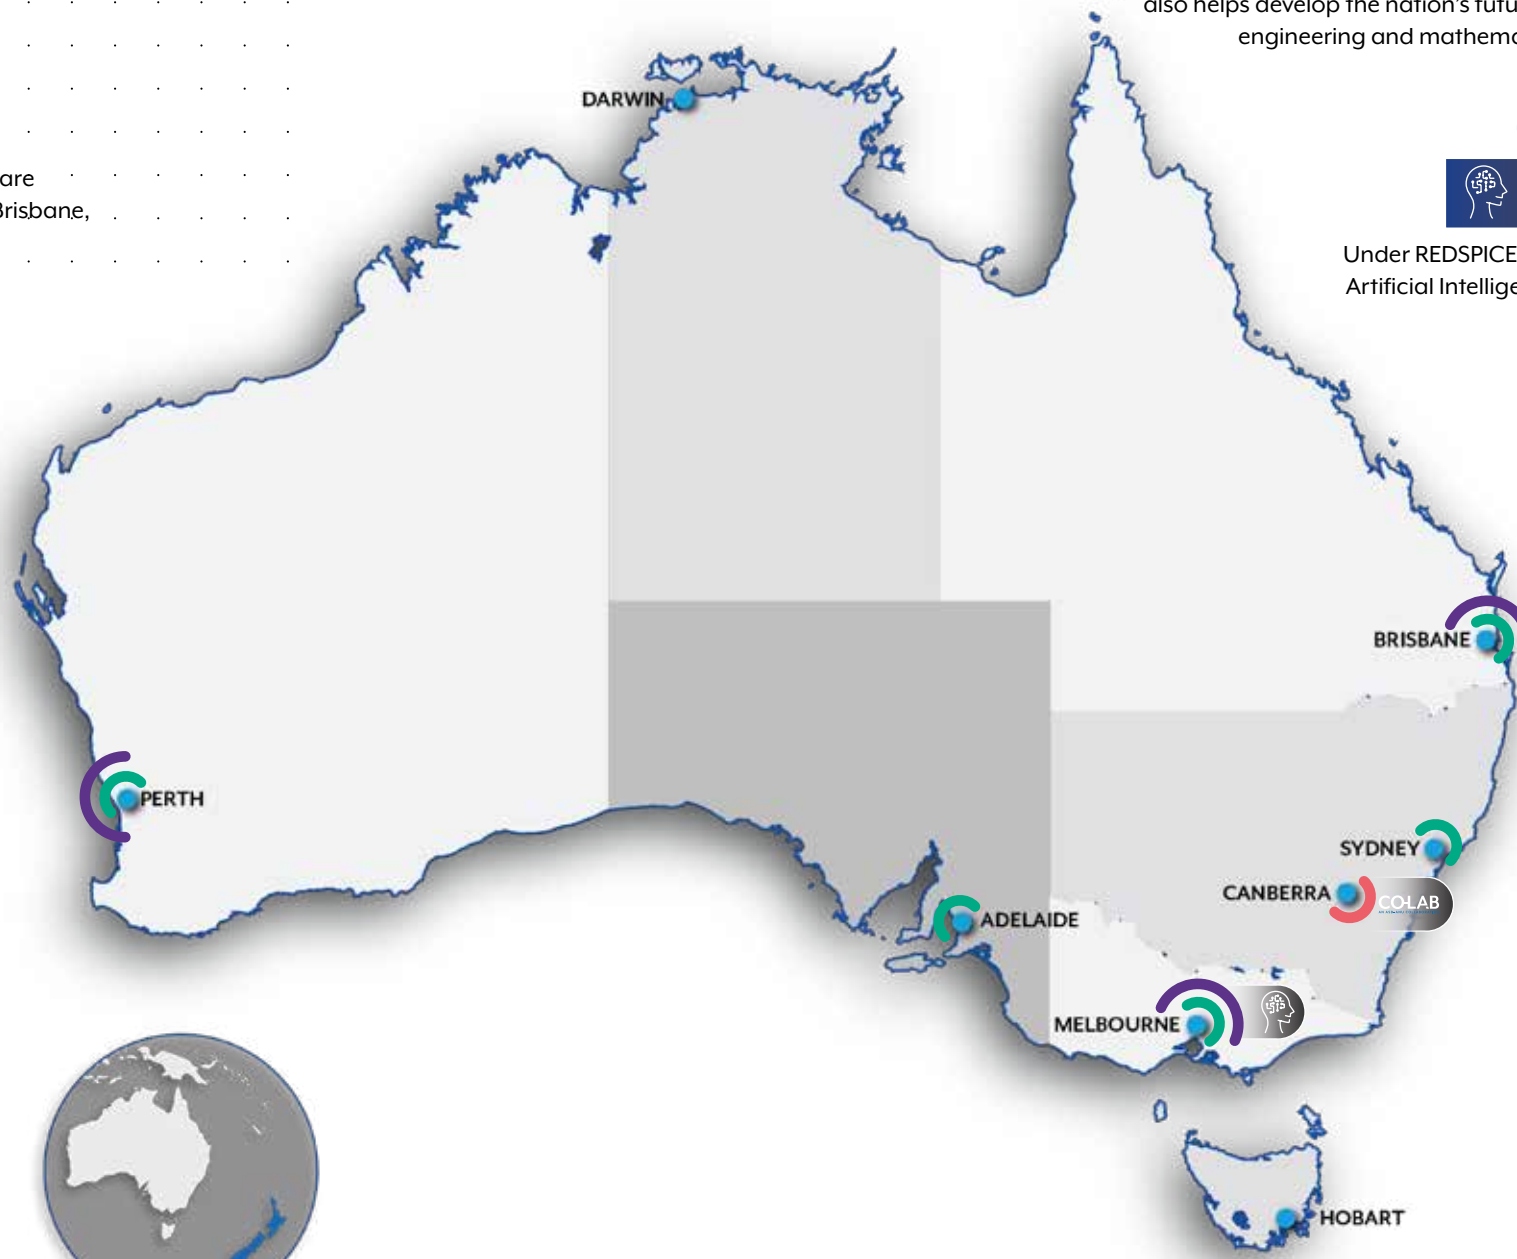 also helps develop the nation's futu
engineering and mathema
DARWIN
are
Brisbane,
Under REDSPICE
Artificial Intellige
BRISBANE
PERTH
SYDNEY
CANBERRA
CO-LAB
ADELAIDE
MELBOURNE
HOBART